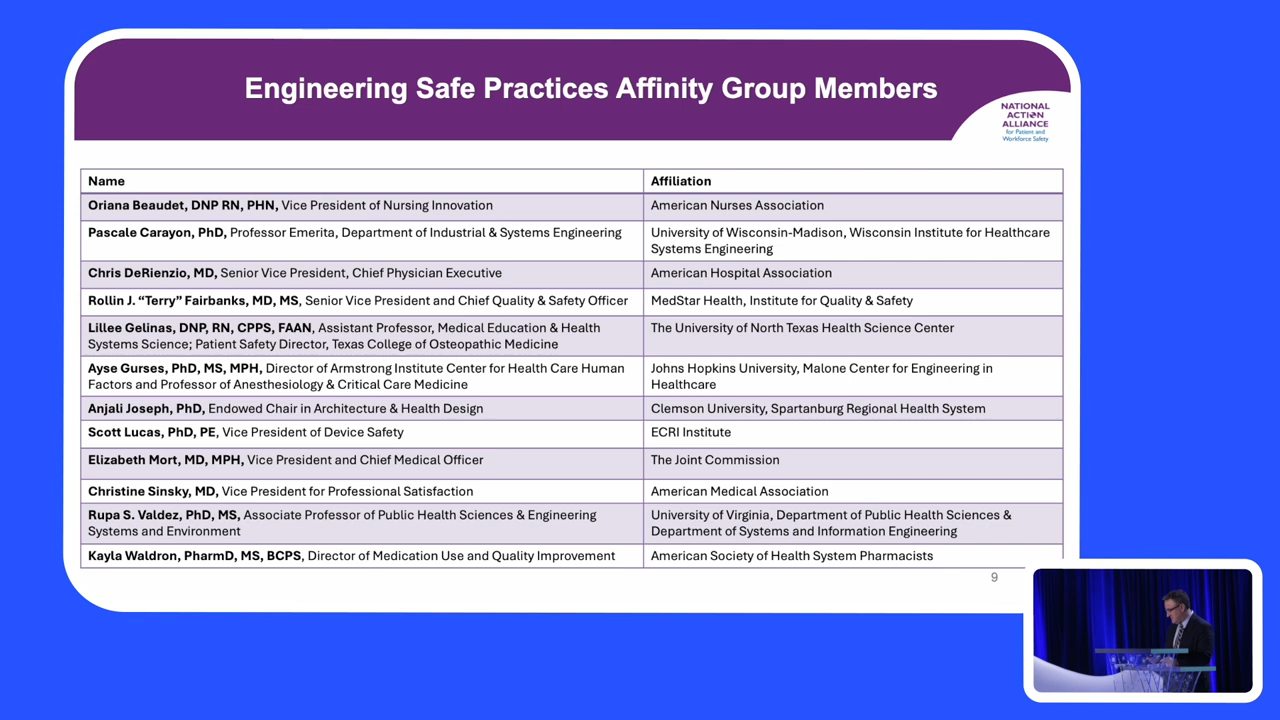 Engineering Safe Practices Affinity Group Members
NATIONAL
ACTION
ALLIANCE
for Patient and
Workforce Safety
Name
Affiliation
Oriana Beaudet, DNP RN, PHN, Vice President of Nursing Innovation
American Nurses Association
Pascale Carayon, PhD, Professor Emerita, Department of Industrial & Systems Engineering
University of Wisconsin-Madison, Wisconsin Institute for Healthcare
Systems Engineering
Chris DeRienzio, MD, Senior Vice President, Chief Physician Executive
American Hospital Association
Rollin J. “Terry” Fairbanks, MD, MS, Senior Vice President and Chief Quality & Safety Officer
MedStar Health, Institute for Quality & Safety
Lillee Gelinas, DNP, RN, CPPS, FAAN, Assistant Professor, Medical Education & Health
Systems Science; Patient Safety Director, Texas College of Osteopathic Medicine
The University of North Texas Health Science Center
Ayse Gurses, PhD, MS, MPH, Director of Armstrong Institute Center for Health Care Human
Factors and Professor of Anesthesiology & Critical Care Medicine
Johns Hopkins University, Malone Center for Engineering in
Healthcare
Anjali Joseph, PhD, Endowed Chair in Architecture & Health Design
Clemson University, Spartanburg Regional Health System
Scott Lucas, PhD, PE, Vice President of Device Safety
ECRI Institute
Elizabeth Mort, MD, MPH, Vice President and Chief Medical Officer
The Joint Commission
Christine Sinsky, MD, Vice President for Professional Satisfaction
American Medical Association
Rupa S. Valdez, PhD, MS, Associate Professor of Public Health Sciences & Engineering
Systems and Environment
University of Virginia, Department of Public Health Sciences &
Department of Systems and Information Engineering
Kayla Waldron, PharmD, MS, BCPS, Director of Medication Use and Quality Improvement
American Society of Health System Pharmacists
9